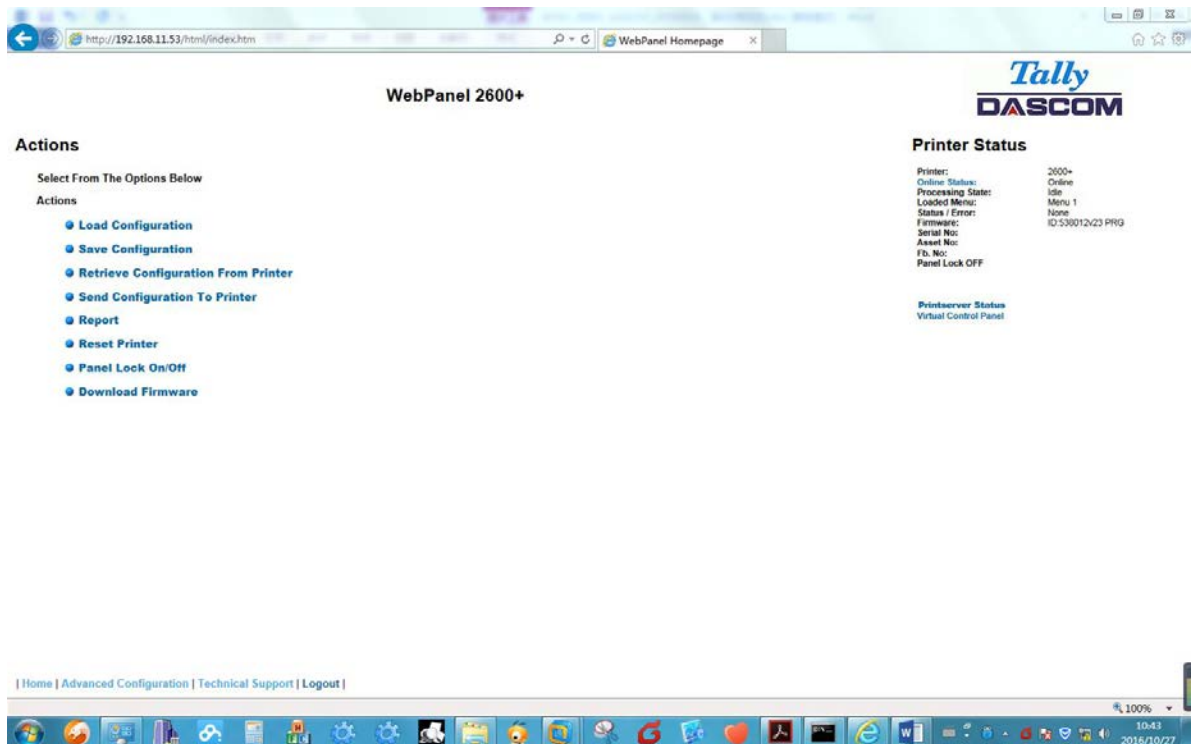 http://192.168.11.53/html/index.htm
WebPanel Homepage
WebPanel 2600+
Tally
DASCOM
Actions
Select From The Options Below
Actions
Load Configuration
Save Configuration
Retrieve Configuration From Printer
Send Configuration To Printer
Report
Reset Printer
Panel Lock On/Off
Download Firmware
Printer Status
Printer: 2600+
Online Status: Online
Processing State: Idle
Loaded Menu: Menu 1
Status / Error: None
Firmware: ID:538012v23 PRG
Serial No:
Asset No:
Fb. No:
Panel Lock OFF
Printserver Status
Virtual Control Panel
| Home | Advanced Configuration | Technical Support | Logout |
100%
10:43
2016/10/27